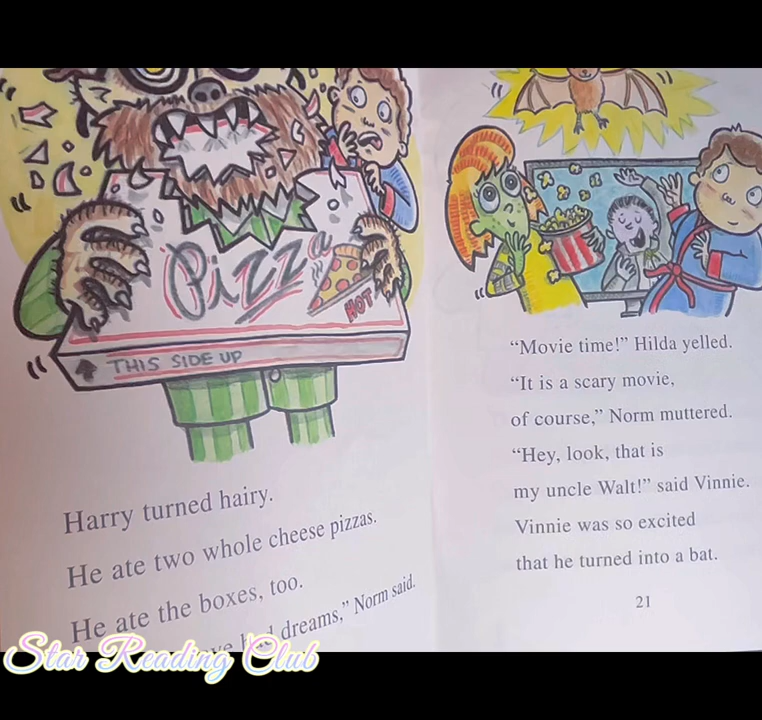 Pizza
HOT
THIS SIDE UP
Harry turned hairy.
He ate two whole cheese pizzas.
He ate the boxes, too.
dreams,” Norm said.
“Movie time!” Hilda yelled.
“It is a scary movie,
of course,” Norm muttered.
“Hey, look, that is
my uncle Walt!” said Vinnie.
Vinnie was so excited
that he turned into a bat.
21
Star Reading Club